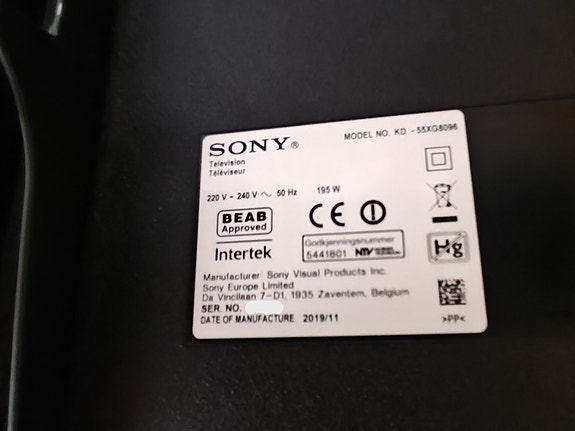 SONY®
MODEL NO. KD - 55XG8096
Television
Téléviseur
220 V - 240 V ~ 50 Hz 195 W
BEAB
Approved
CE
Intertek
Godkjenningsnummer
5441801 NTV
Hg
Manufacturer: Sony Visual Products Inc.
Sony Europe Limited
Da Vincilaan 7-D1, 1935 Zaventem, Belgium
SER. NO.
DATE OF MANUFACTURE 2019/11
>PP<